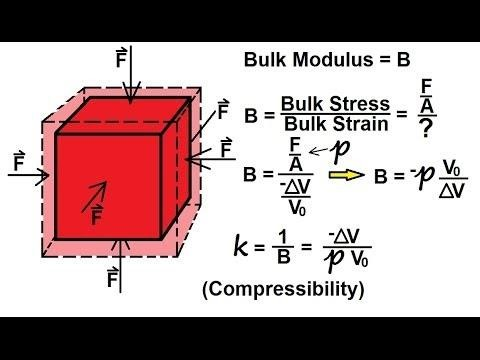 Bulk Modulus = B
B = Bulk Stress / Bulk Strain = F/A / ?
B = F/A / -ΔV/V₀ p ⇒ B = -p V₀/ΔV
k = 1/B = -ΔV / p V₀
(Compressibility)
F⃗
F⃗
F⃗
F⃗
F⃗
F⃗